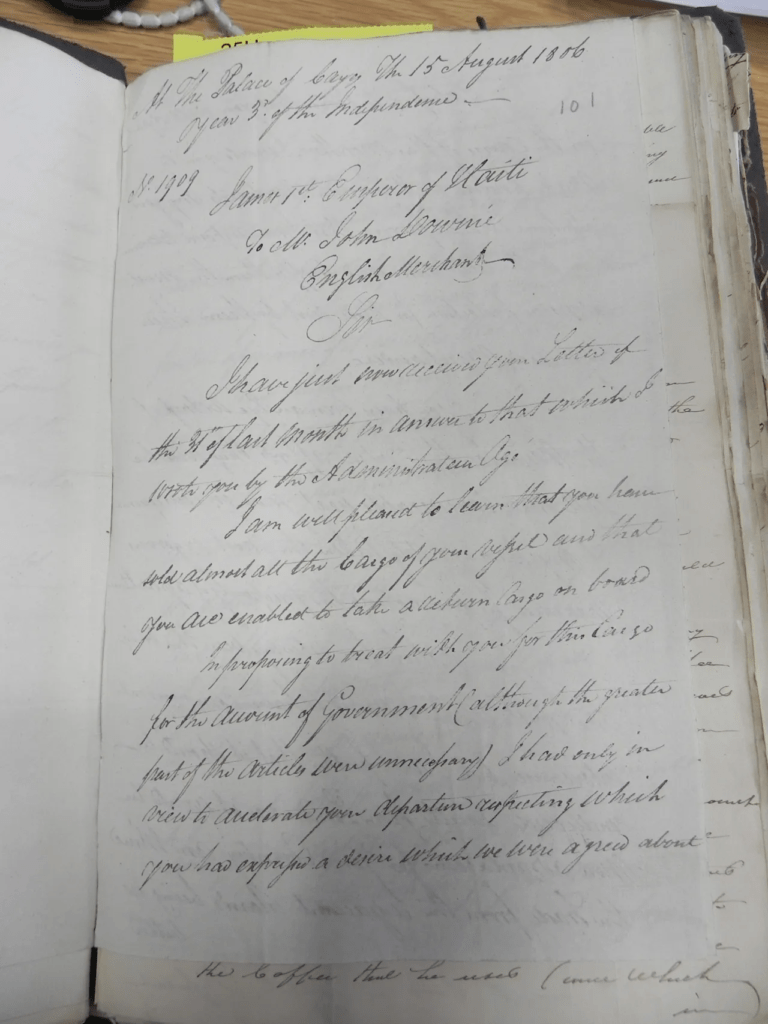 At The Palace of Cayes The 15 August 1806
Year 3d. of the Independence
101
No. 1909
James 1st. Emperor of Haiti
To Mr. John Downie
English Merchant
Sir
I have just now received your Letter of
the 31st of last Month in answer to that which I
wrote you by the Administrateur
I am well pleased to learn that you have
sold almost all the Cargo of your vessel and that
you are enabled to take a return Cargo on board
In proposing to treat with you for this Cargo
for the account of Government (although the greater
part of the articles were unnecessary) I had only in
view to accelerate your departure respecting which
you had expressed a desire which we were agreed about
the Coffee that he uses (once which
in